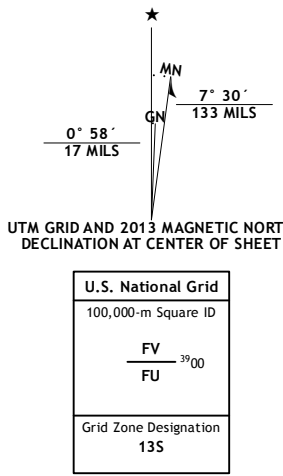 ★
MN
GN
7° 30´
133 MILS
0° 58´
17 MILS
UTM GRID AND 2013 MAGNETIC NORT
DECLINATION AT CENTER OF SHEET
U.S. National Grid
100,000-m Square ID
FV
3900
FU
Grid Zone Designation
13S